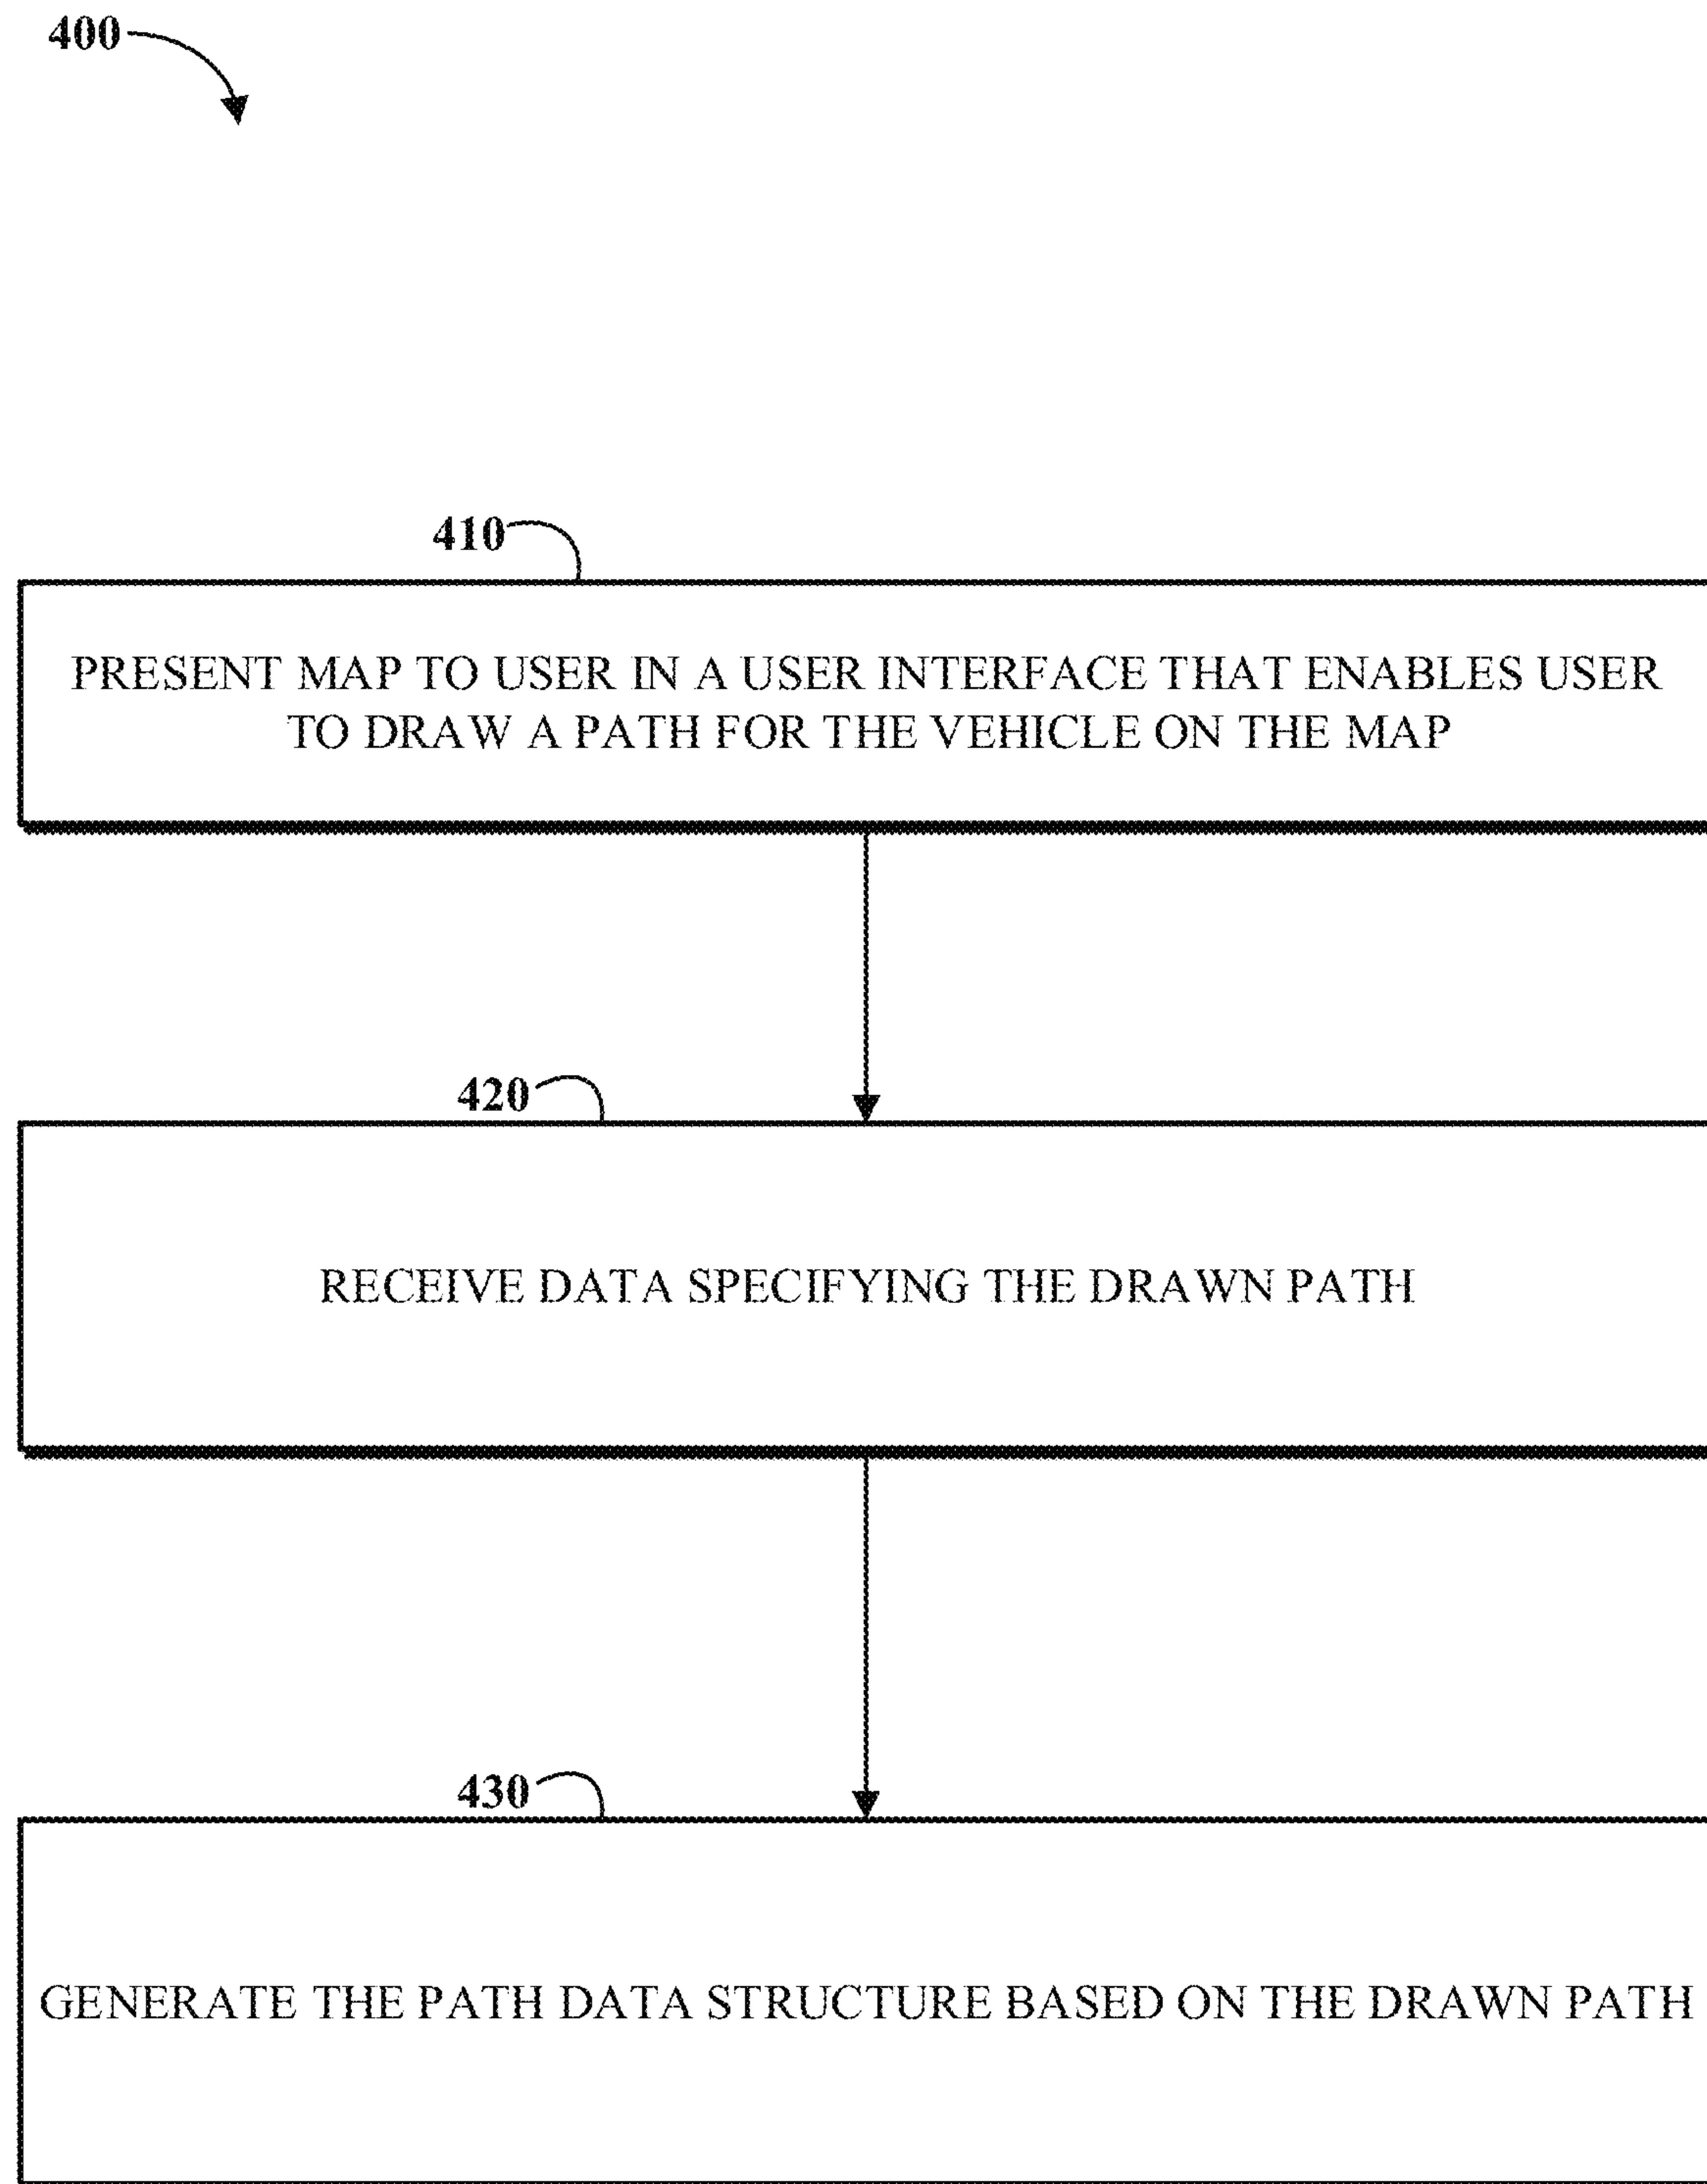 400
410
PRESENT MAP TO USER IN A USER INTERFACE THAT ENABLES USER
TO DRAW A PATH FOR THE VEHICLE ON THE MAP
420
RECEIVE DATA SPECIFYING THE DRAWN PATH
430
GENERATE THE PATH DATA STRUCTURE BASED ON THE DRAWN PATH